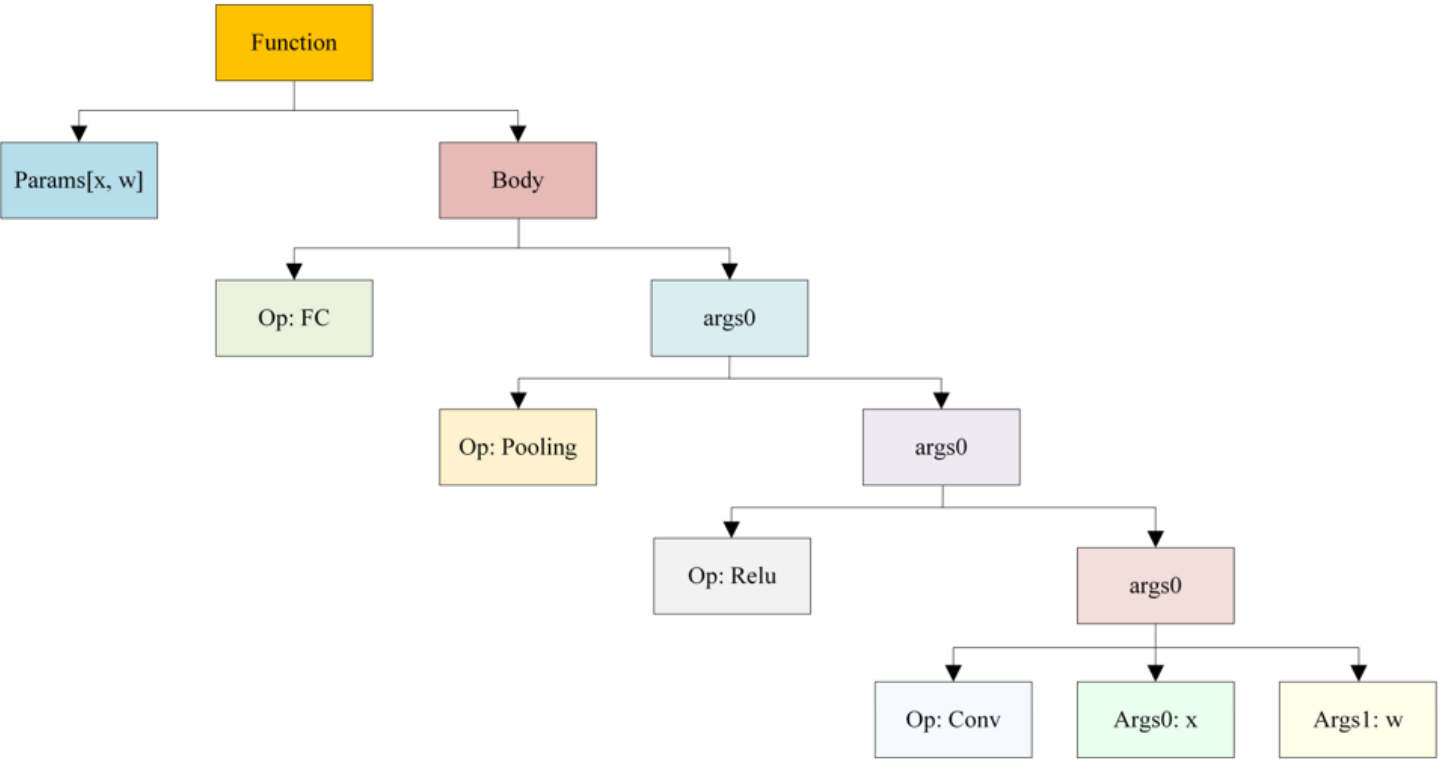 Function
Params[x, w]
Body
Op: FC
args0
Op: Pooling
args0
Op: Relu
args0
Op: Conv
Args0: x
Args1: w